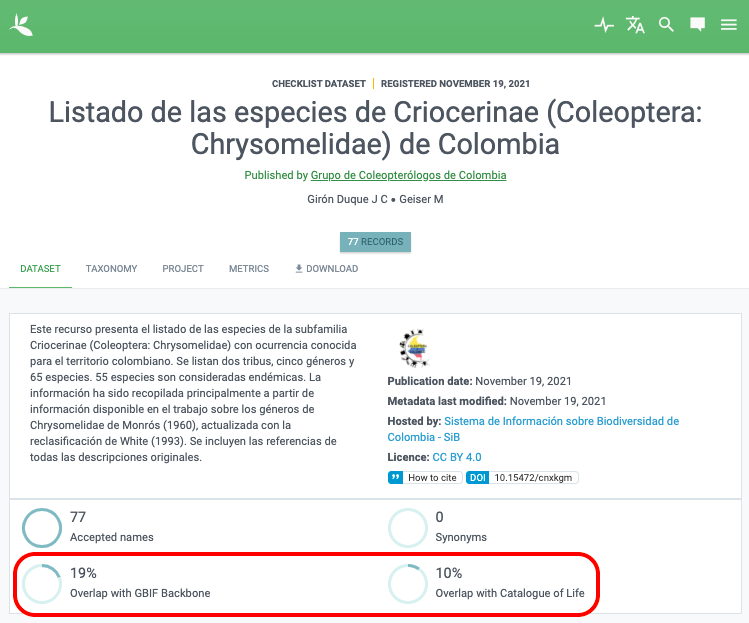 CHECKLIST DATASET | REGISTERED NOVEMBER 19, 2021
Listado de las especies de Criocerinae (Coleoptera:
Chrysomelidae) de Colombia
Published by Grupo de Coleopterólogos de Colombia
Girón Duque J C • Geiser M
77 RECORDS
DATASET TAXONOMY PROJECT METRICS DOWNLOAD
Este recurso presenta el listado de las especies de la subfamilia
Criocerinae (Coleoptera: Chrysomelidae) con ocurrencia conocida
para el territorio colombiano. Se listan dos tribus, cinco géneros y
65 especies. 55 especies son consideradas endémicas. La
información ha sido recopilada principalmente a partir de
información disponible en el trabajo sobre los géneros de
Chrysomelidae de Monrós (1960), actualizada con la
reclasificación de White (1993). Se incluyen las referencias de
todas las descripciones originales.
Publication date: November 19, 2021
Metadata last modified: November 19, 2021
Hosted by: Sistema de Información sobre Biodiversidad de
Colombia - SiB
Licence: CC BY 4.0
How to cite DOI 10.15472/cnxkgm
77
Accepted names
0
Synonyms
19%
Overlap with GBIF Backbone
10%
Overlap with Catalogue of Life